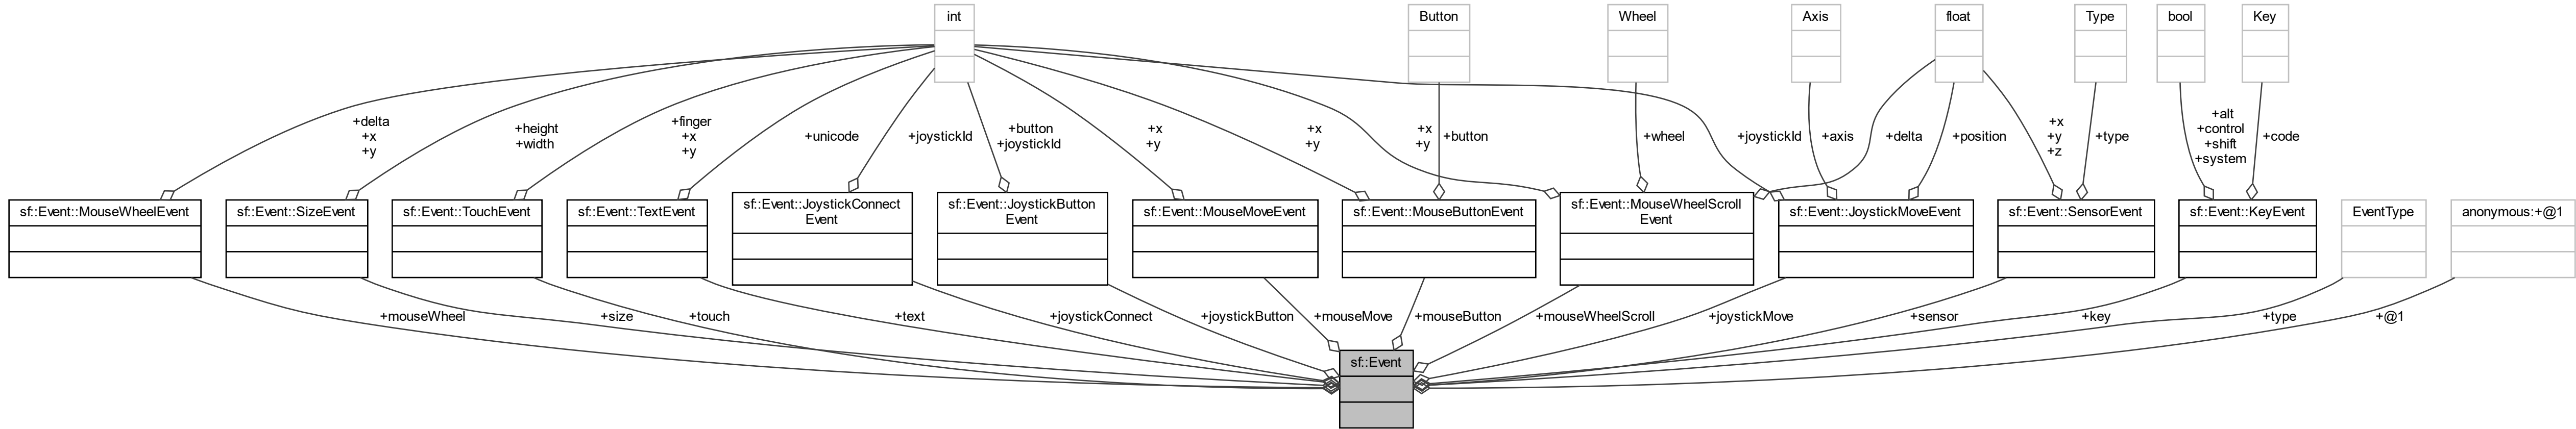 int
Button
Wheel
Axis
float
Type
bool
Key
+delta
+x
+y
+height
+width
+finger
+x
+y
+unicode
+joystickId
+button
+joystickId
+x
+y
+x
+y
+x
+y
+button
+wheel
+joystickId
+axis
+delta
+position
+x
+y
+z
+type
+alt
+control
+shift
+system
+code
sf::Event::MouseWheelEvent
sf::Event::SizeEvent
sf::Event::TouchEvent
sf::Event::TextEvent
sf::Event::JoystickConnect
Event
sf::Event::JoystickButton
Event
sf::Event::MouseMoveEvent
sf::Event::MouseButtonEvent
sf::Event::MouseWheelScroll
Event
sf::Event::JoystickMoveEvent
sf::Event::SensorEvent
sf::Event::KeyEvent
EventType
anonymous:+@1
+mouseWheel
+size
+touch
+text
+joystickConnect
+joystickButton
+mouseMove
+mouseButton
+mouseWheelScroll
+joystickMove
+sensor
+key
+type
+@1
sf::Event